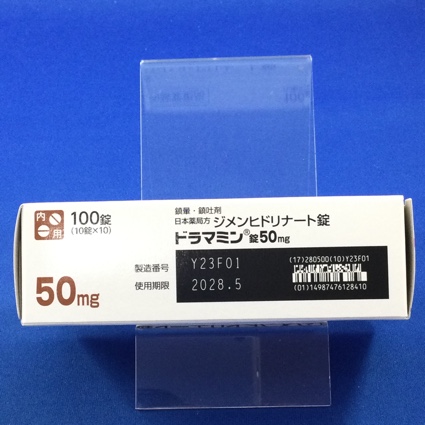 内用
100錠
(10錠×10)
50mg
鎮暈・鎮吐剤
日本薬局方 ジメンヒドリナート錠
ドラマミン®錠50mg
製造番号 Y23F01
使用期限 2028.5
(17)280500(10)Y23F01
(01)14987476128410